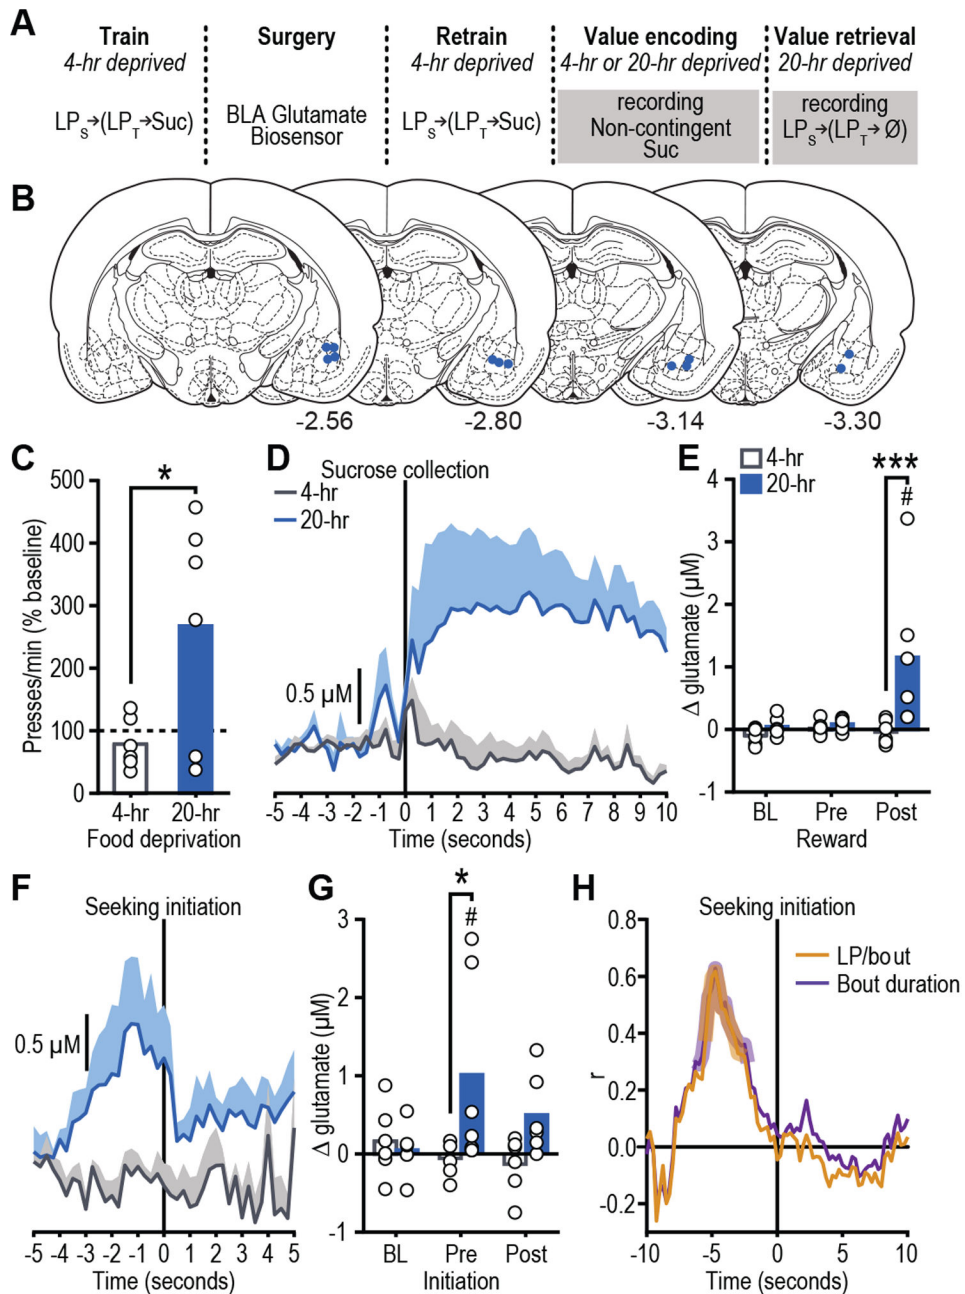 A
Train
4-hr deprived
LPS→(LPT→Suc)
Surgery
BLA Glutamate
Biosensor
Retrain
4-hr deprived
LPS→(LPT→Suc)
Value encoding
4-hr or 20-hr deprived
recording
Non-contingent
Suc
Value retrieval
20-hr deprived
recording
LPS→(LPT→Ø)
B
-2.56
-2.80
-3.14
-3.30
C
*
Presses/min (% baseline)
500
400
300
200
100
0
4-hr
20-hr
Food deprivation
D
Sucrose collection
4-hr
20-hr
0.5 µM
-5 -4 -3 -2 -1 0 1 2 3 4 5 6 7 8 9 10
Time (seconds)
E
4-hr
20-hr
***
#
Δ glutamate (µM)
4
3
2
1
0
-1
BL Pre Post
Reward
F
Seeking initiation
0.5 µM
-5 -4 -3 -2 -1 0 1 2 3 4 5
Time (seconds)
G
*
#
Δ glutamate (µM)
3
2
1
0
-1
BL Pre Post
Initiation
H
Seeking initiation
LP/bout
Bout duration
r
0.8
0.6
0.4
0.2
0.0
-0.2
-10 -5 0 5 10
Time (seconds)